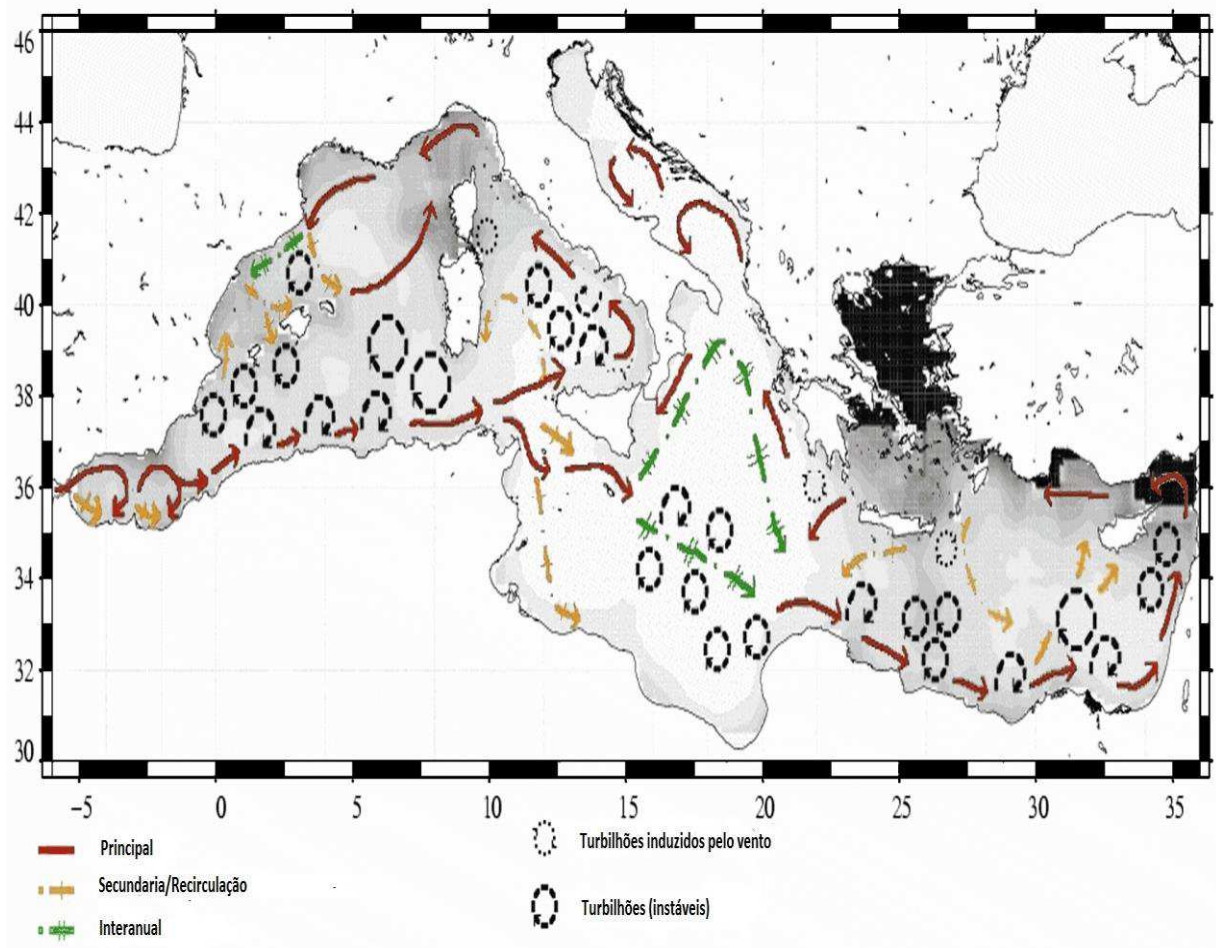 46
44
42
40
38
36
34
32
30
−5 0 5 10 15 20 25 30 35
Principal
Secundaria/Recirculação
Interanual
Turbilhões induzidos pelo vento
Turbilhões (instáveis)